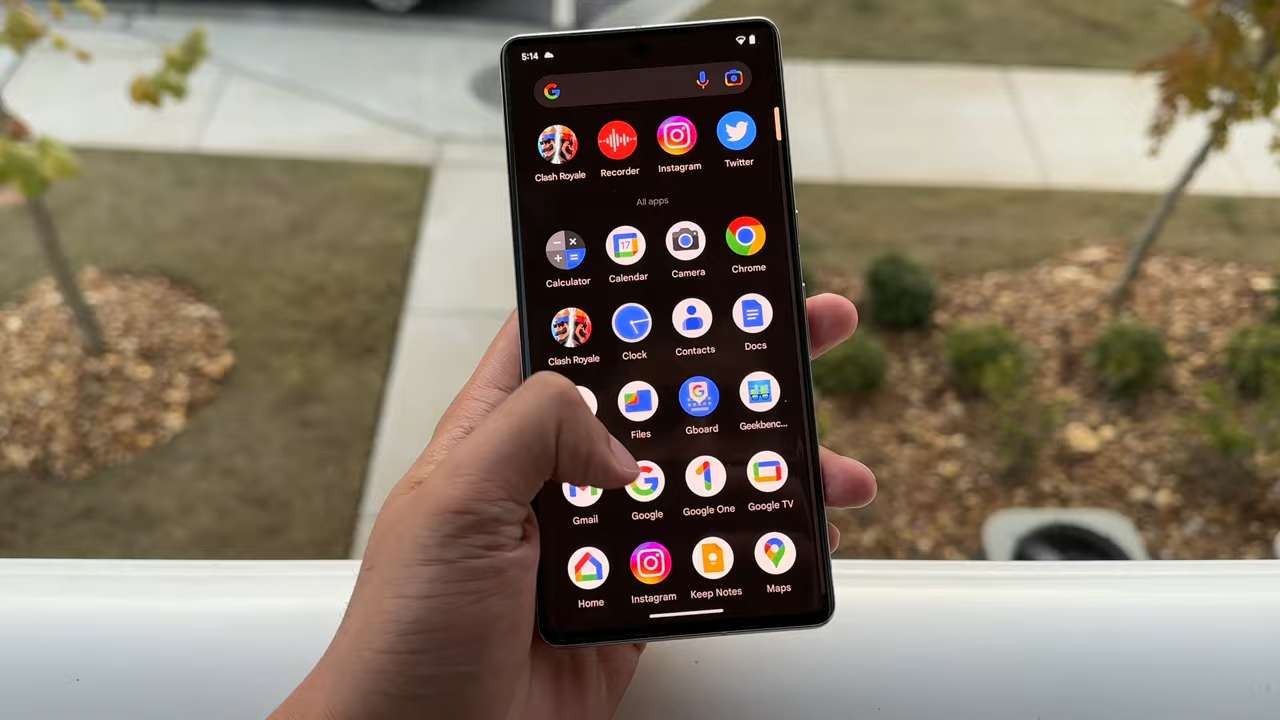 5:14
Clash Royale Recorder Instagram Twitter
All apps
Calculator Calendar Camera Chrome
17
Clash Royale Clock Contacts Docs
Files Gboard Geekbenc...
Gmail Google Google One Google TV
Home Instagram Keep Notes Maps